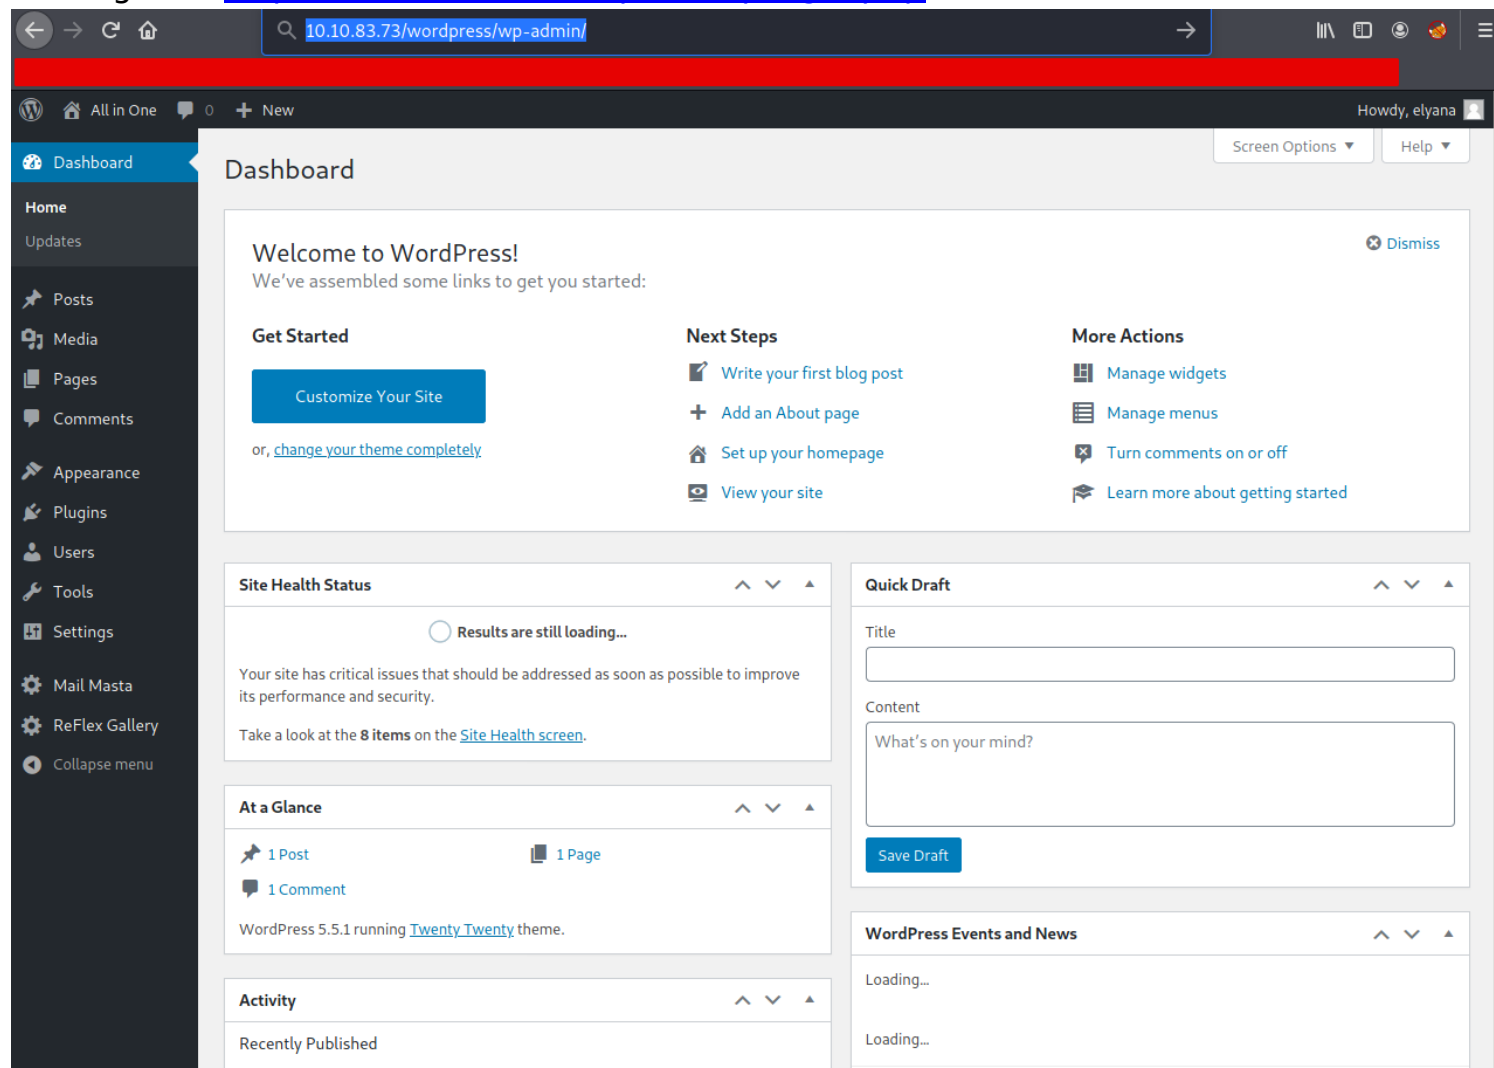 10.10.83.73/wordpress/wp-admin/
All in One 0 New Howdy, elyana
Screen Options Help
Dashboard
Home
Updates
Posts
Media
Pages
Comments
Appearance
Plugins
Users
Tools
Settings
Mail Masta
ReFlex Gallery
Collapse menu
Dashboard
Welcome to WordPress!
Dismiss
We've assembled some links to get you started:
Get Started
Customize Your Site
or, change your theme completely
Next Steps
Write your first blog post
Add an About page
Set up your homepage
View your site
More Actions
Manage widgets
Manage menus
Turn comments on or off
Learn more about getting started
Site Health Status
Results are still loading...
Your site has critical issues that should be addressed as soon as possible to improve
its performance and security.
Take a look at the 8 items on the Site Health screen.
At a Glance
1 Post
1 Page
1 Comment
WordPress 5.5.1 running Twenty Twenty theme.
Activity
Recently Published
Quick Draft
Title
Content
What's on your mind?
Save Draft
WordPress Events and News
Loading...
Loading...